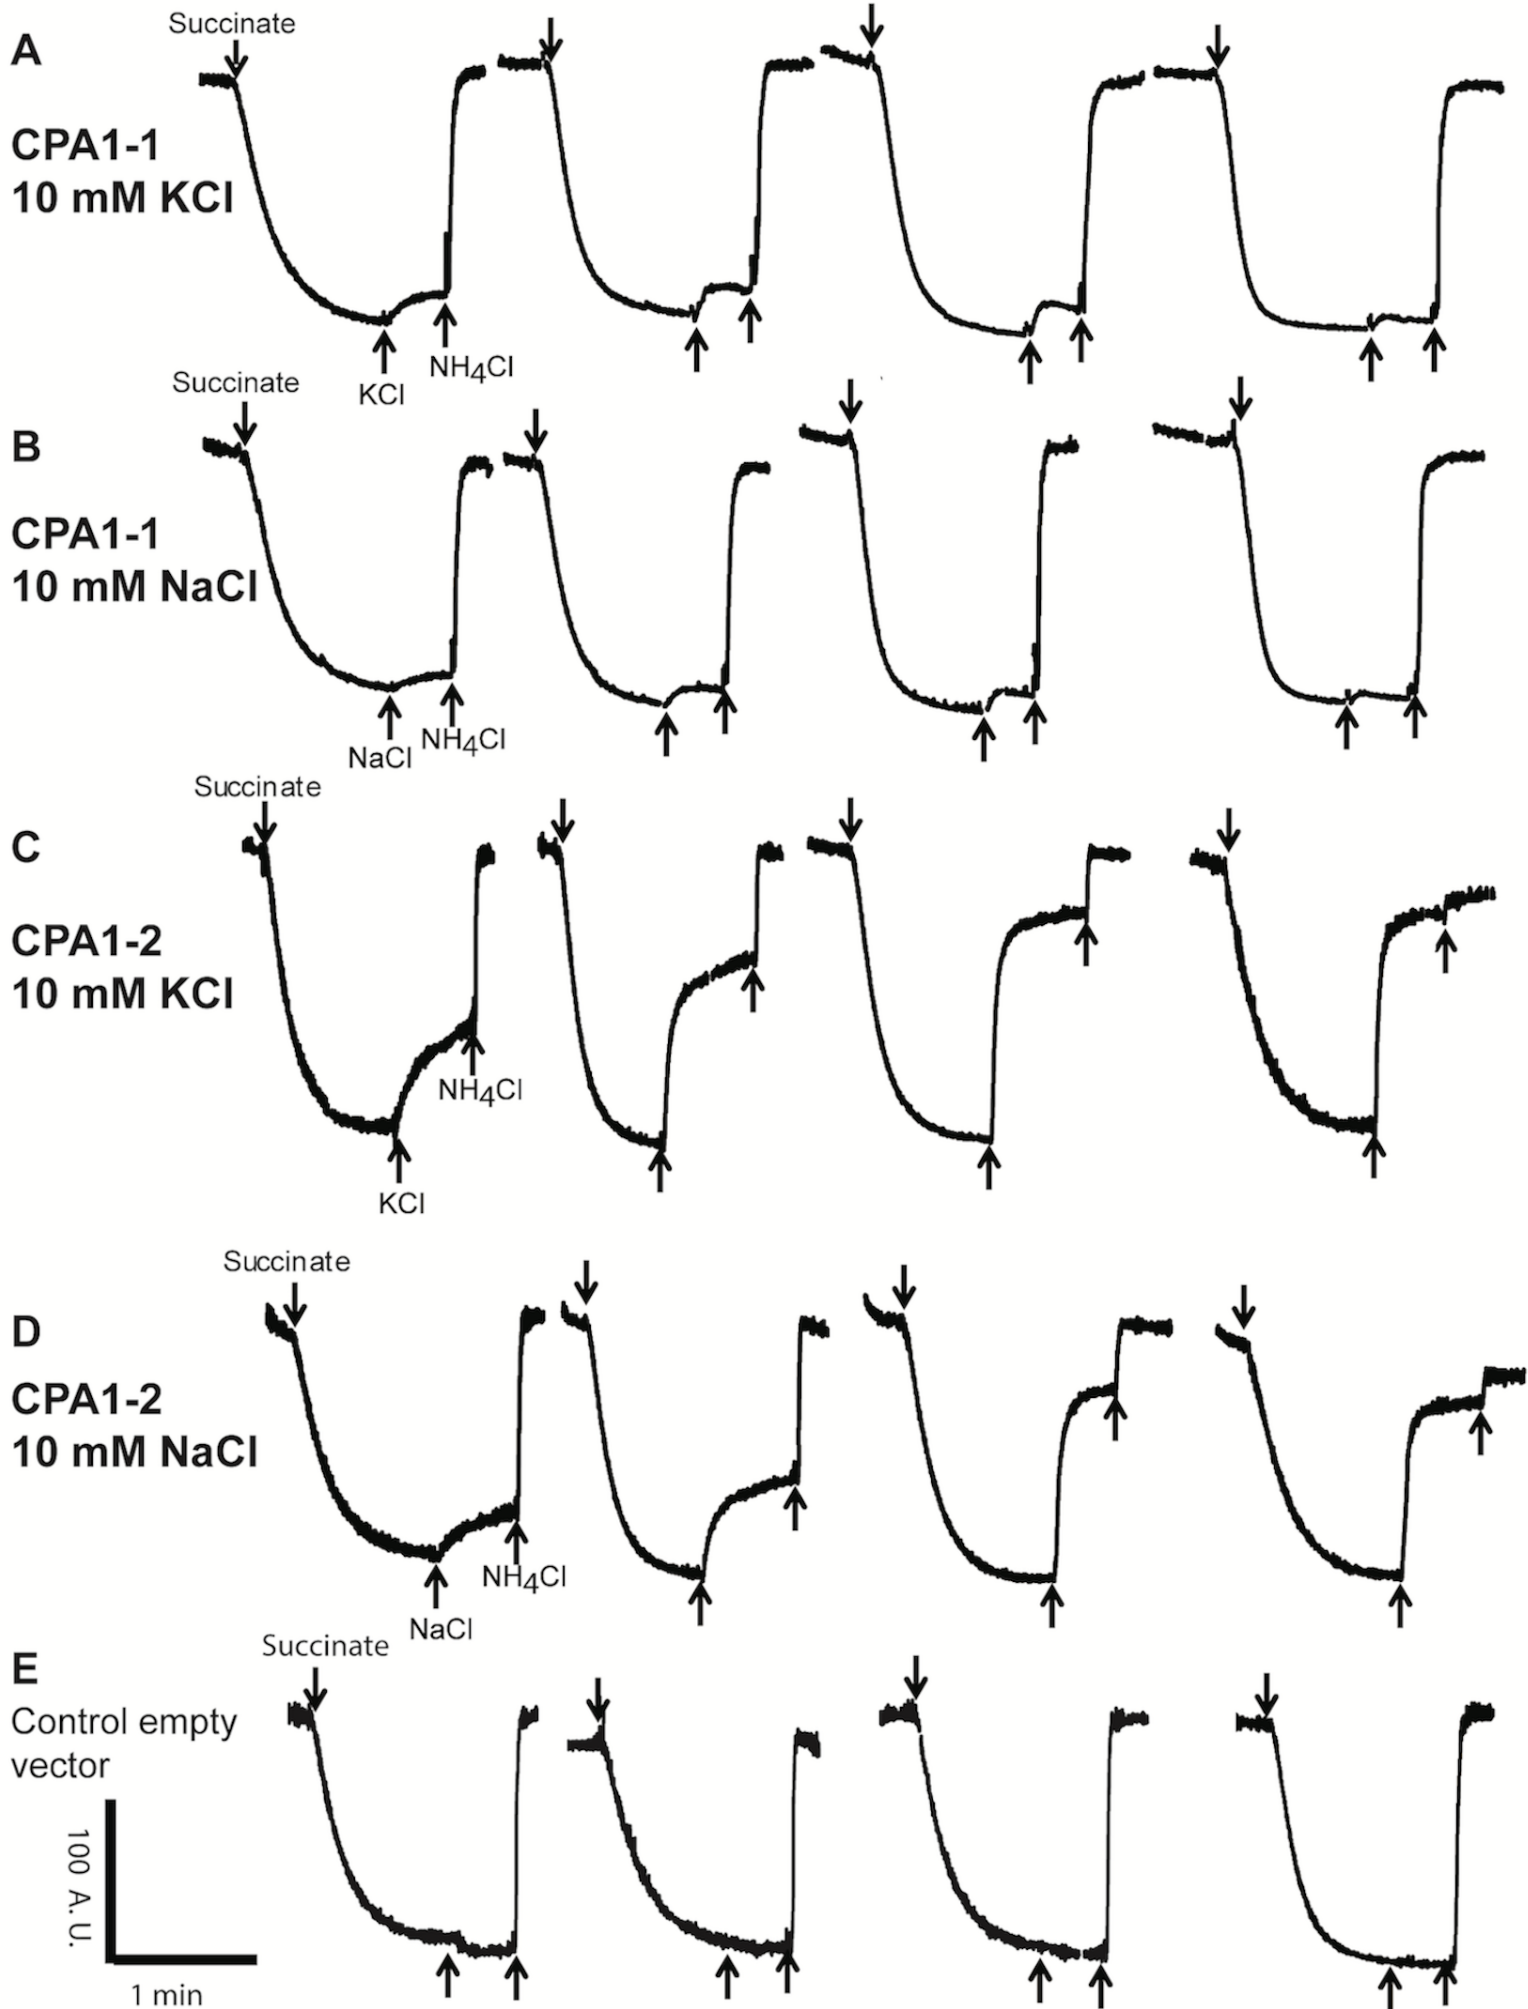 A
Succinate
CPA1-1
10 mM KCl
KCl
NH4Cl
B
Succinate
CPA1-1
10 mM NaCl
NaCl
NH4Cl
C
Succinate
CPA1-2
10 mM KCl
NH4Cl
KCl
D
Succinate
CPA1-2
10 mM NaCl
NH4Cl
NaCl
E
Succinate
Control empty
vector
100 A.U.
1 min